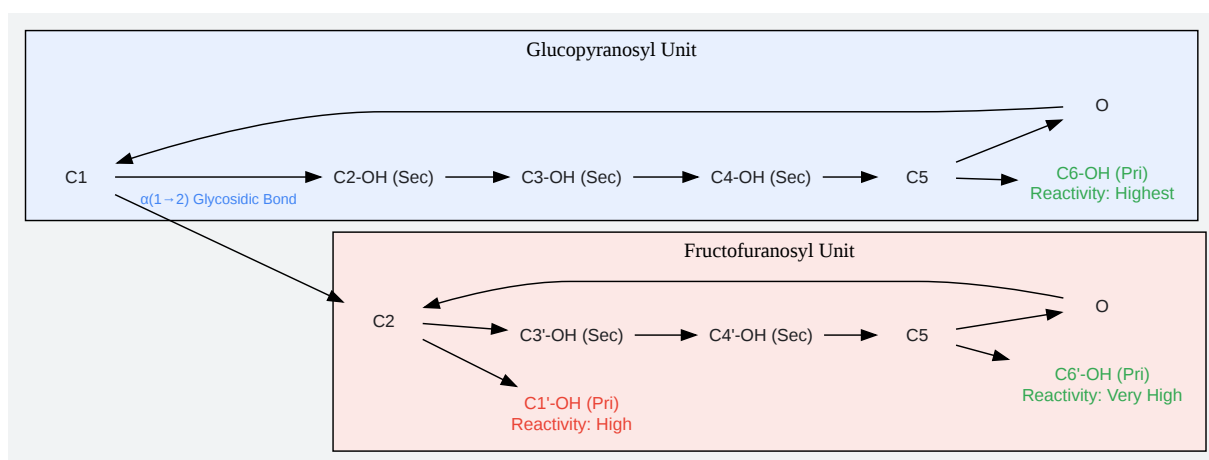 Glucopyranosyl Unit
O
C1
C2-OH (Sec)
C3-OH (Sec)
C4-OH (Sec)
C5
C6-OH (Pri)
Reactivity: Highest
α(1→2) Glycosidic Bond
Fructofuranosyl Unit
O
C2
C3'-OH (Sec)
C4'-OH (Sec)
C5
C6'-OH (Pri)
Reactivity: Very High
C1'-OH (Pri)
Reactivity: High